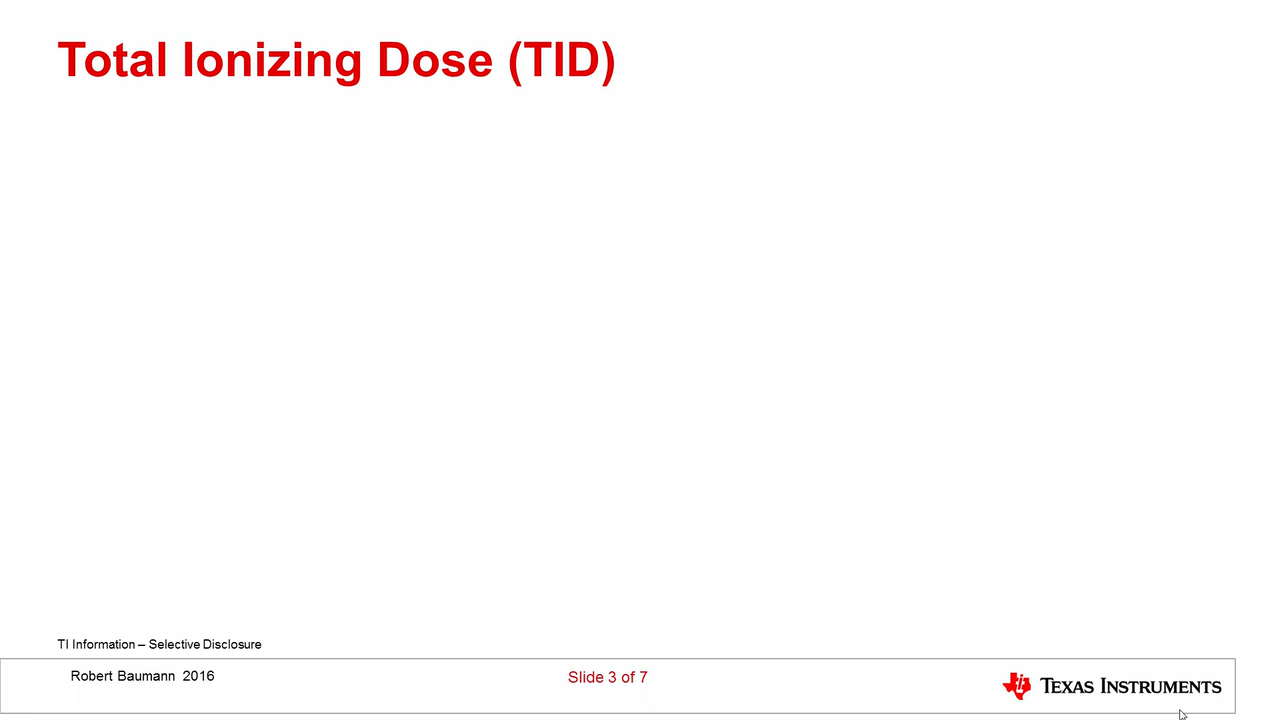 Total Ionizing Dose (TID)
TI Information – Selective Disclosure
Robert Baumann 2016
Slide 3 of 7
TEXAS INSTRUMENTS